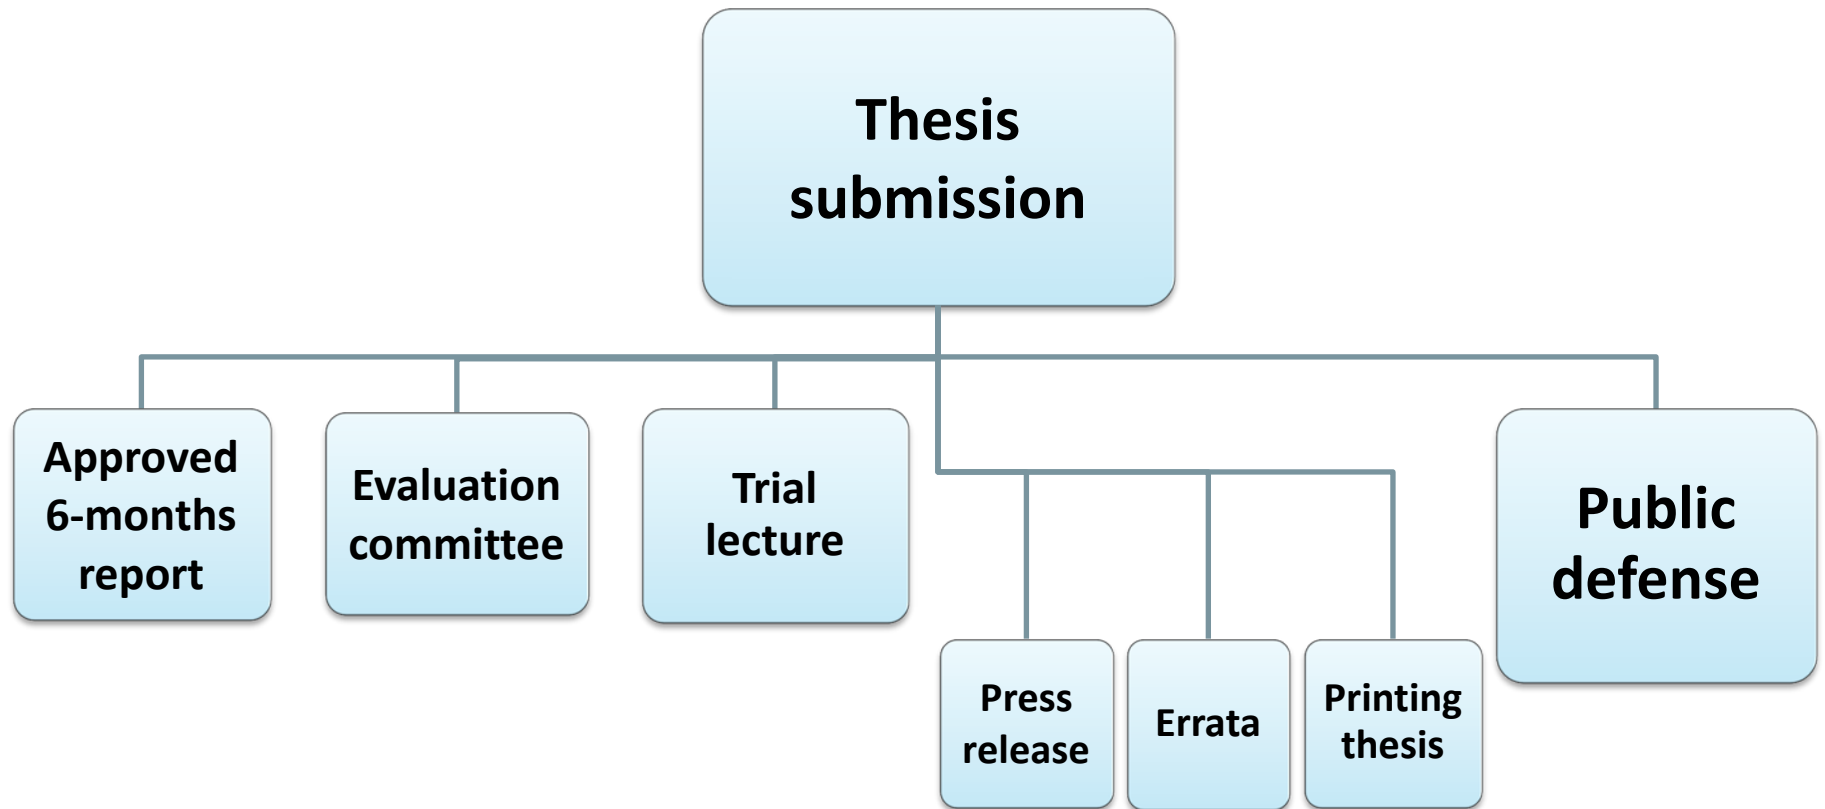 Thesis
submission
Approved
6-months
report
Evaluation
committee
Trial
lecture
Public
defense
Press
release
Errata
Printing
thesis